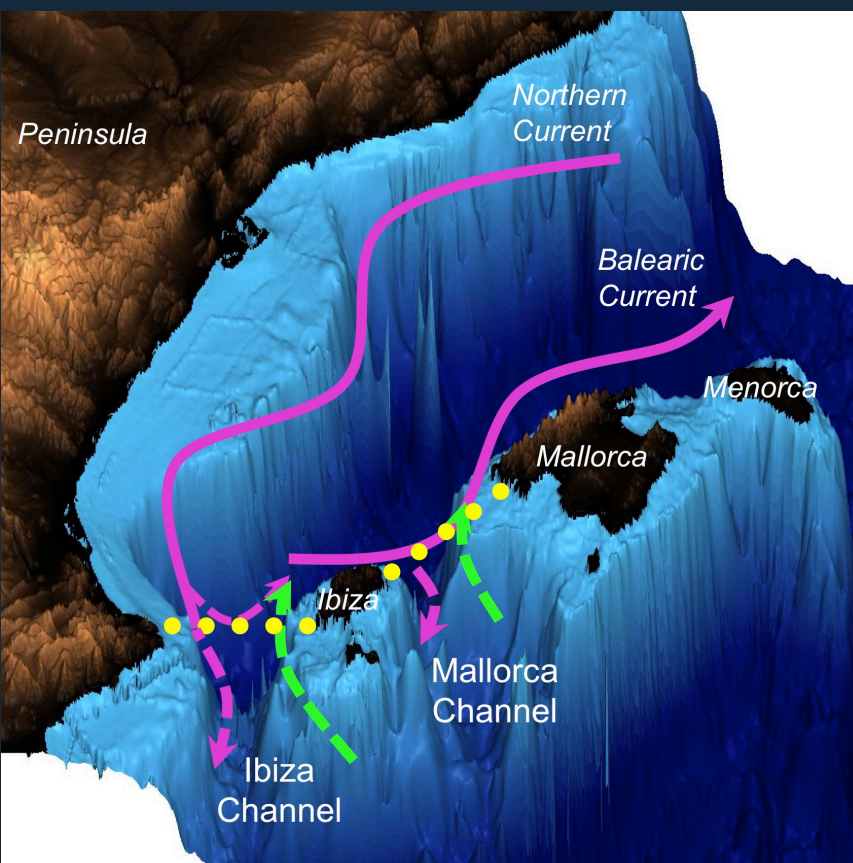 Northern
Current
Peninsula
Balearic
Current
Menorca
Mallorca
Ibiza
Mallorca
Channel
Ibiza
Channel